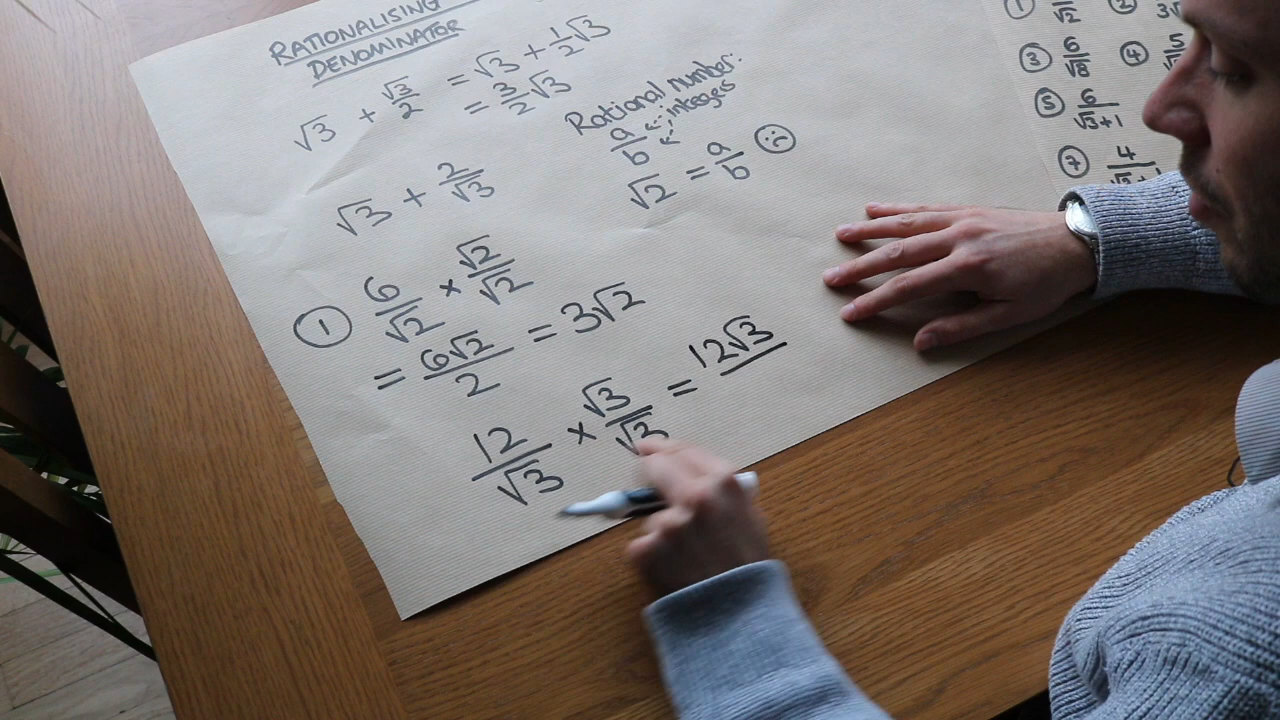 RATIONALISING
DENOMINATOR
√3 + √3/2 = √3 + 1/2√3
= 3/2√3
Rational number:
a/b integers
√2 = a/b
√3 + 2/√3
① 6/√2 × √2/√2
= 6√2/2 = 3√2
12/√3 × √3/√3 = 12√3
①
√2
②
③ 6/√8 ④
⑤ 6/√3+1
⑦ 4